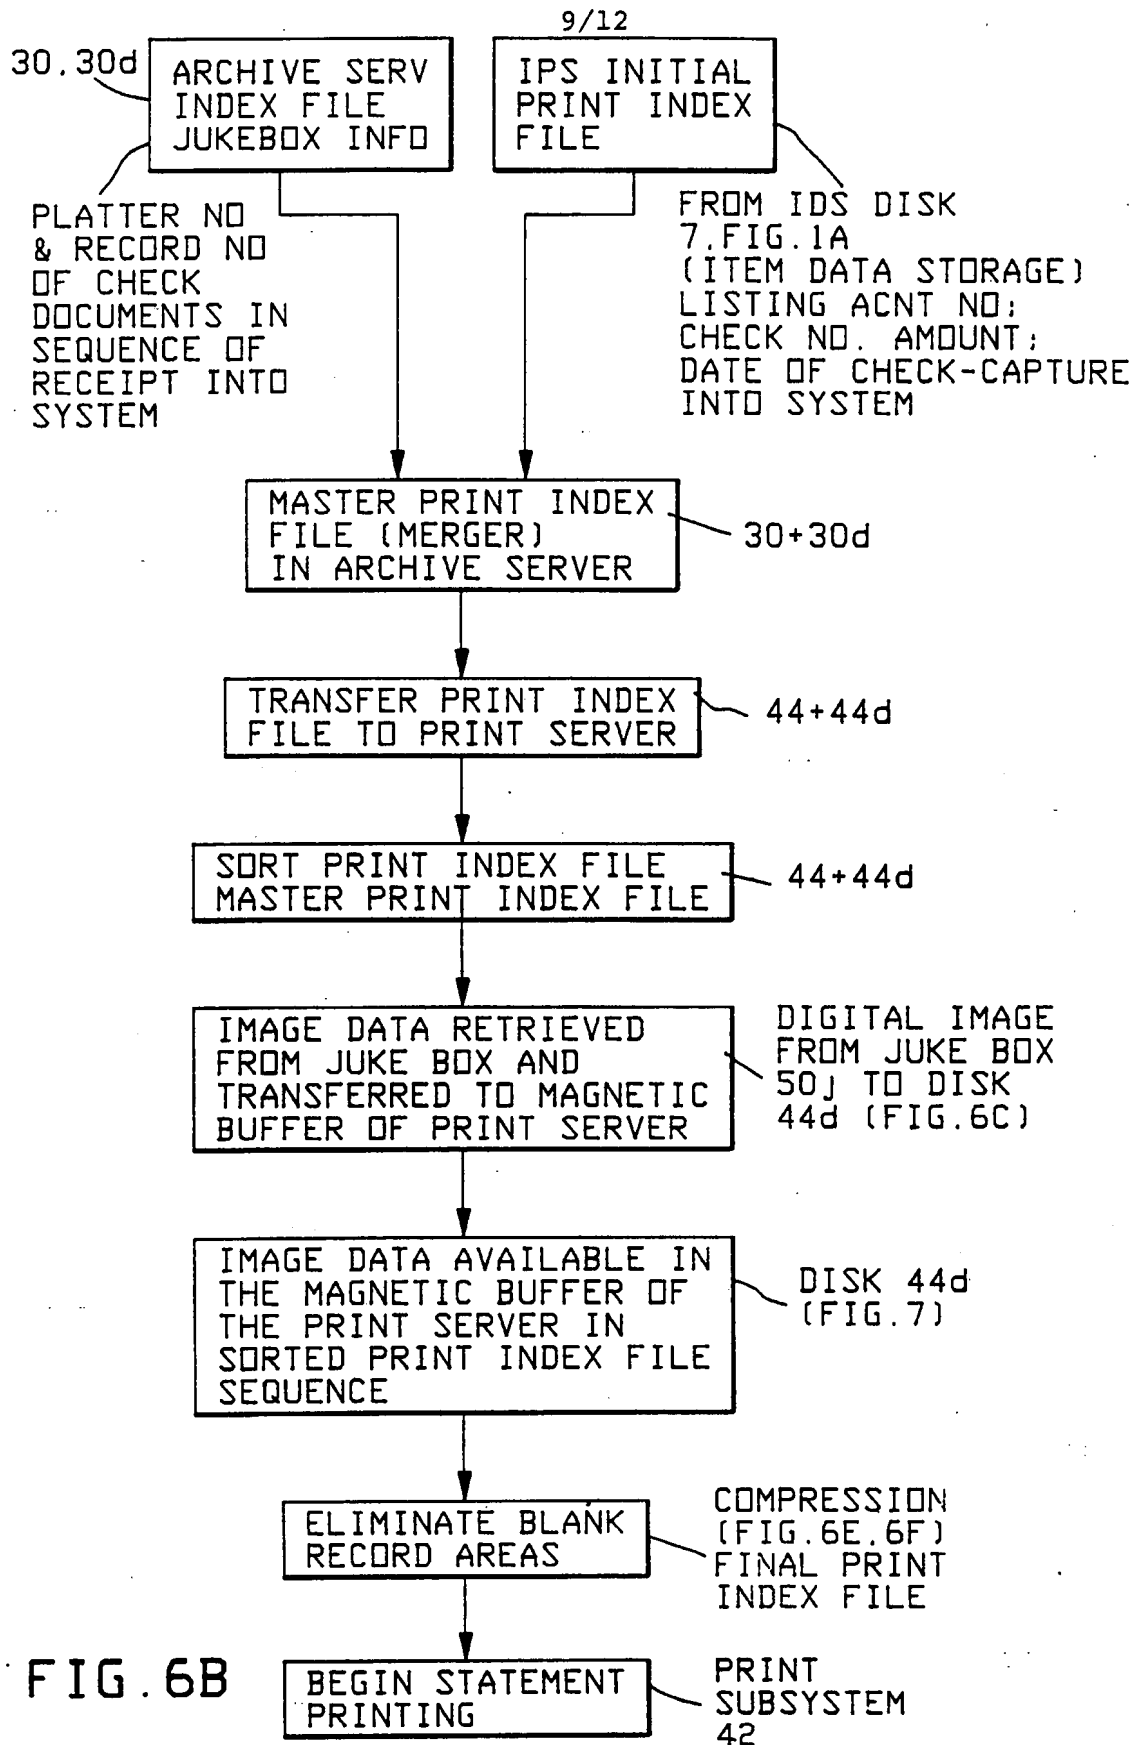 9/12
30,30d
ARCHIVE SERV
INDEX FILE
JUKEBOX INFO
IPS INITIAL
PRINT INDEX
FILE
PLATTER NO
& RECORD NO
OF CHECK
DOCUMENTS IN
SEQUENCE OF
RECEIPT INTO
SYSTEM
FROM IDS DISK
7,FIG.1A
(ITEM DATA STORAGE)
LISTING ACNT NO;
CHECK NO. AMOUNT;
DATE OF CHECK-CAPTURE
INTO SYSTEM
MASTER PRINT INDEX
FILE (MERGER)
IN ARCHIVE SERVER
30+30d
TRANSFER PRINT INDEX
FILE TO PRINT SERVER
44+44d
SORT PRINT INDEX FILE
MASTER PRINT INDEX FILE
44+44d
IMAGE DATA RETRIEVED
FROM JUKE BOX AND
TRANSFERRED TO MAGNETIC
BUFFER OF PRINT SERVER
DIGITAL IMAGE
FROM JUKE BOX
50j TO DISK
44d (FIG.6C)
IMAGE DATA AVAILABLE IN
THE MAGNETIC BUFFER OF
THE PRINT SERVER IN
SORTED PRINT INDEX FILE
SEQUENCE
DISK 44d
(FIG.7)
ELIMINATE BLANK
RECORD AREAS
COMPRESSION
(FIG.6E,6F)
FINAL PRINT
INDEX FILE
BEGIN STATEMENT
PRINTING
PRINT
SUBSYSTEM
42
FIG.6B